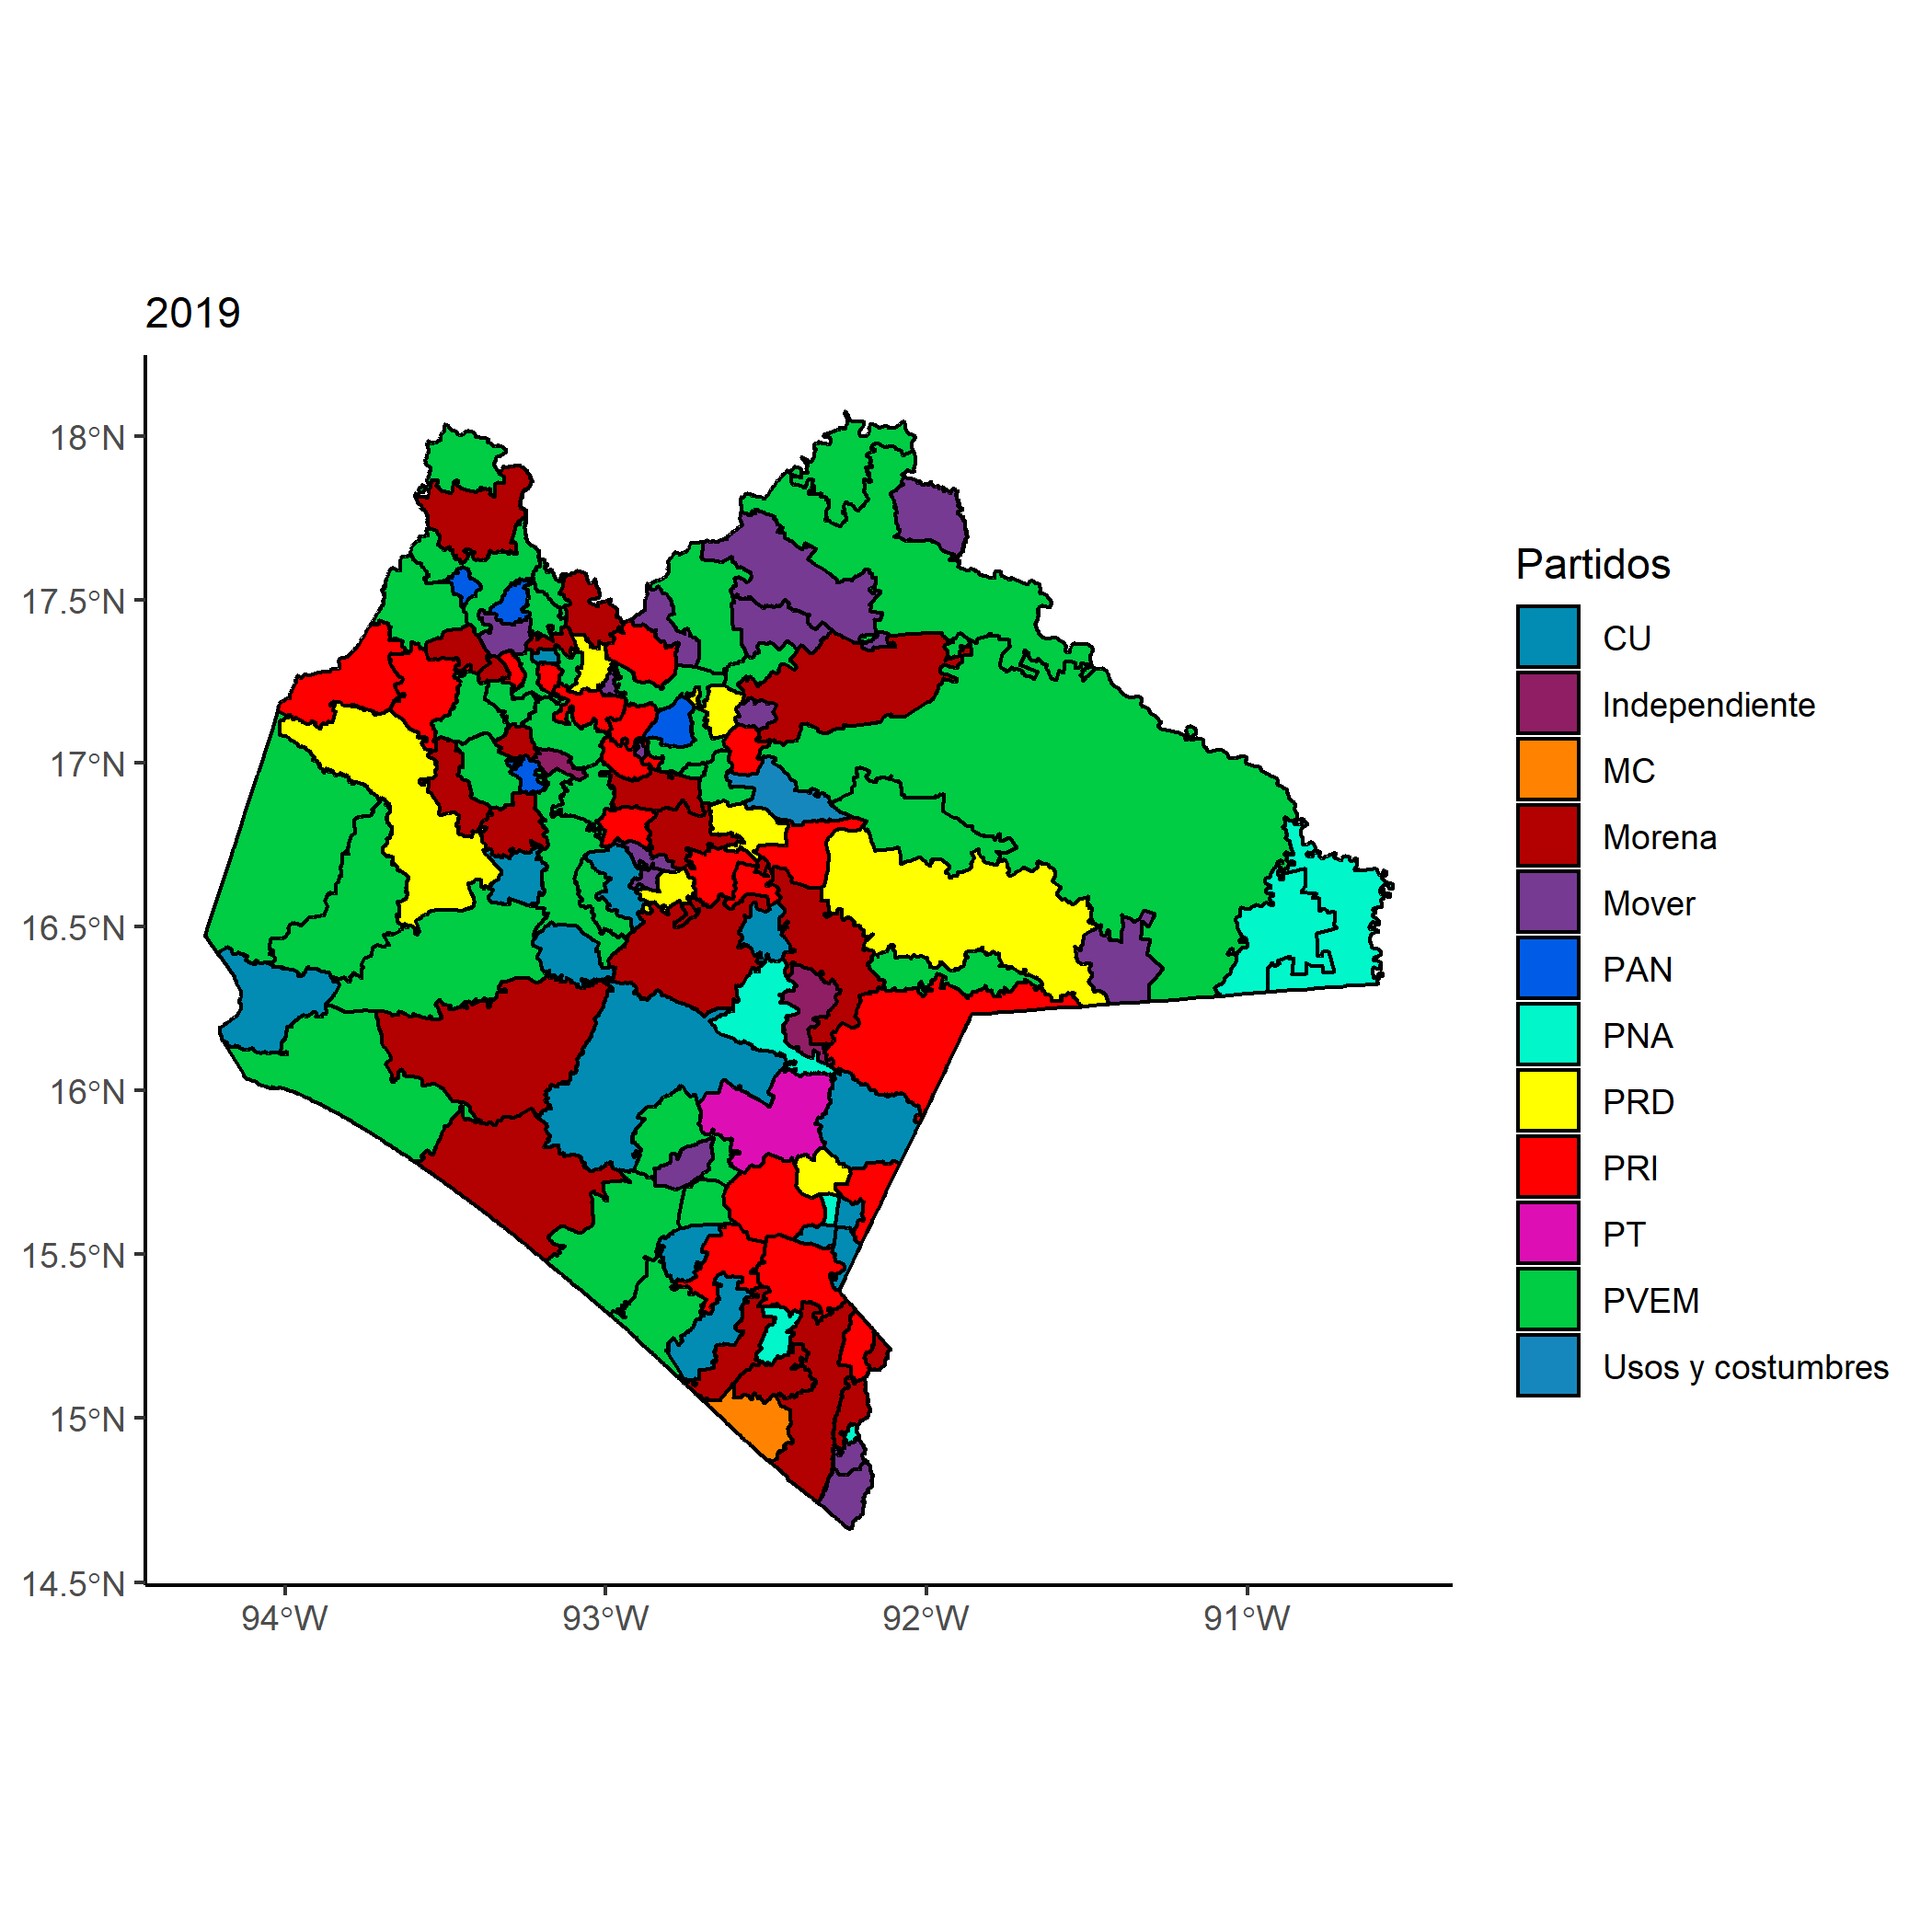 2019
18°N
17.5°N
17°N
16.5°N
16°N
15.5°N
15°N
14.5°N
94°W
93°W
92°W
91°W
Partidos
CU
Independiente
MC
Morena
Mover
PAN
PNA
PRD
PRI
PT
PVEM
Usos y costumbres